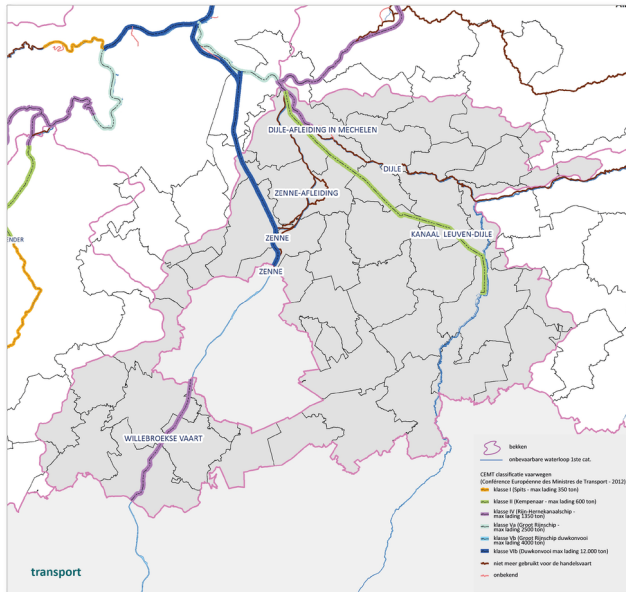 DIJLE-AFLEIDING IN MECHELEN
DIJLE
ZENNE-AFLEIDING
KANAAL LEUVEN-DIJLE
ZENNE
NDER
ZENNE
WILLEBROEKSE VAART
bekken
onbevaarbare waterloop 1ste cat.
CEMT classificatie vaarwegen
(Conférence Européenne des Ministres de Transport - 2012)
klasse I (Spits - max lading 350 ton)
klasse II (Kempenaar - max lading 600 ton)
klasse IV (Rijn-Hernekanaalschip -
max lading 1350 ton)
klasse Va (Groot Rijnschip -
max lading 2500 ton)
klasse Vb (Groot Rijnschip duwkonvooi
max lading 4000 ton)
klasse VIb (Duwkonvooi max lading 12.000 ton)
niet meer gebruikt voor de handelsvaart
onbekend
transport